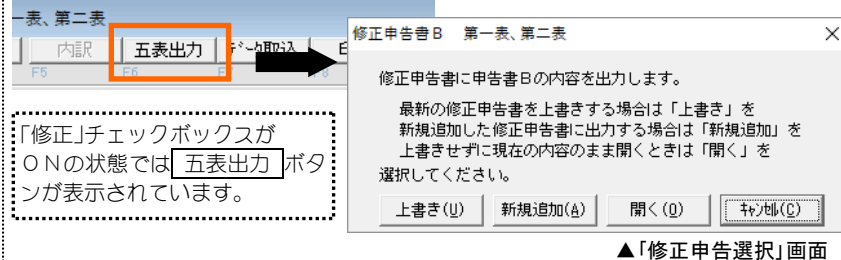 一表、第二表
内訳
五表出力
ﾃﾞｰﾀ取込
F5
F6
F8
「修正」チェックボックスが
ＯＮの状態では 五表出力 ボタ
ンが表示されています。
修正申告書Ｂ　第一表、第二表
修正申告書に申告書Ｂの内容を出力します。
最新の修正申告書を上書きする場合は「上書き」を
新規追加した修正申告書に出力する場合は「新規追加」を
上書きせずに現在の内容のまま開くときは「開く」を
選択してください。
上書き(U)
新規追加(A)
開く(O)
ｷｬﾝｾﾙ(C)
▲「修正申告選択」画面